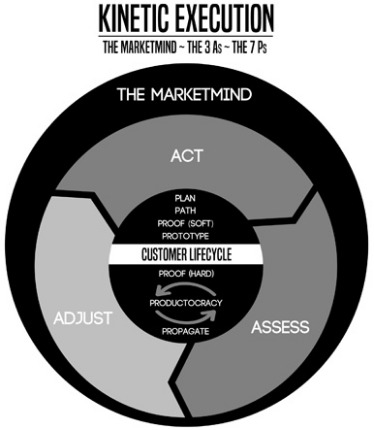 KINETIC EXECUTION
THE MARKETMIND ~ THE 3 As ~ THE 7 Ps
THE MARKETMIND
ACT
PLAN
PATH
PROOF (SOFT)
PROTOTYPE
CUSTOMER LIFECYCLE
PROOF (HARD)
PRODUCTOCRACY
PROPAGATE
ADJUST
ASSESS